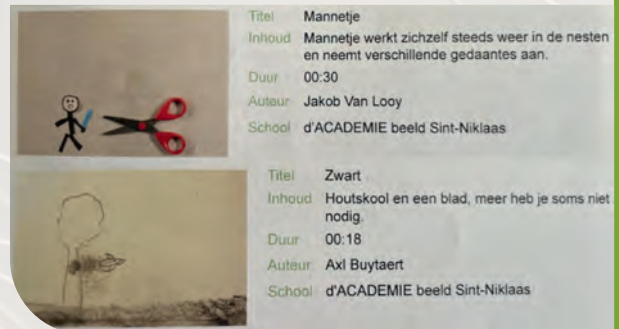 Titel Mannetje
Inhoud Mannetje werkt zichzelf steeds weer in de nesten
en neemt verschillende gedaantes aan.
Duur 00:30
Auteur Jakob Van Looy
School d'ACADEMIE beeld Sint-Niklaas
Titel Zwart
Inhoud Houtskool en een blad, meer heb je soms niet
nodig.
Duur 00:18
Auteur Axl Buytaert
School d'ACADEMIE beeld Sint-Niklaas